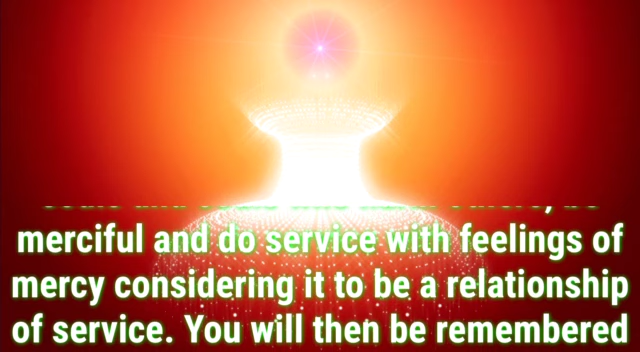 merciful and do service with feelings of
mercy considering it to be a relationship
of service. You will then be remembered